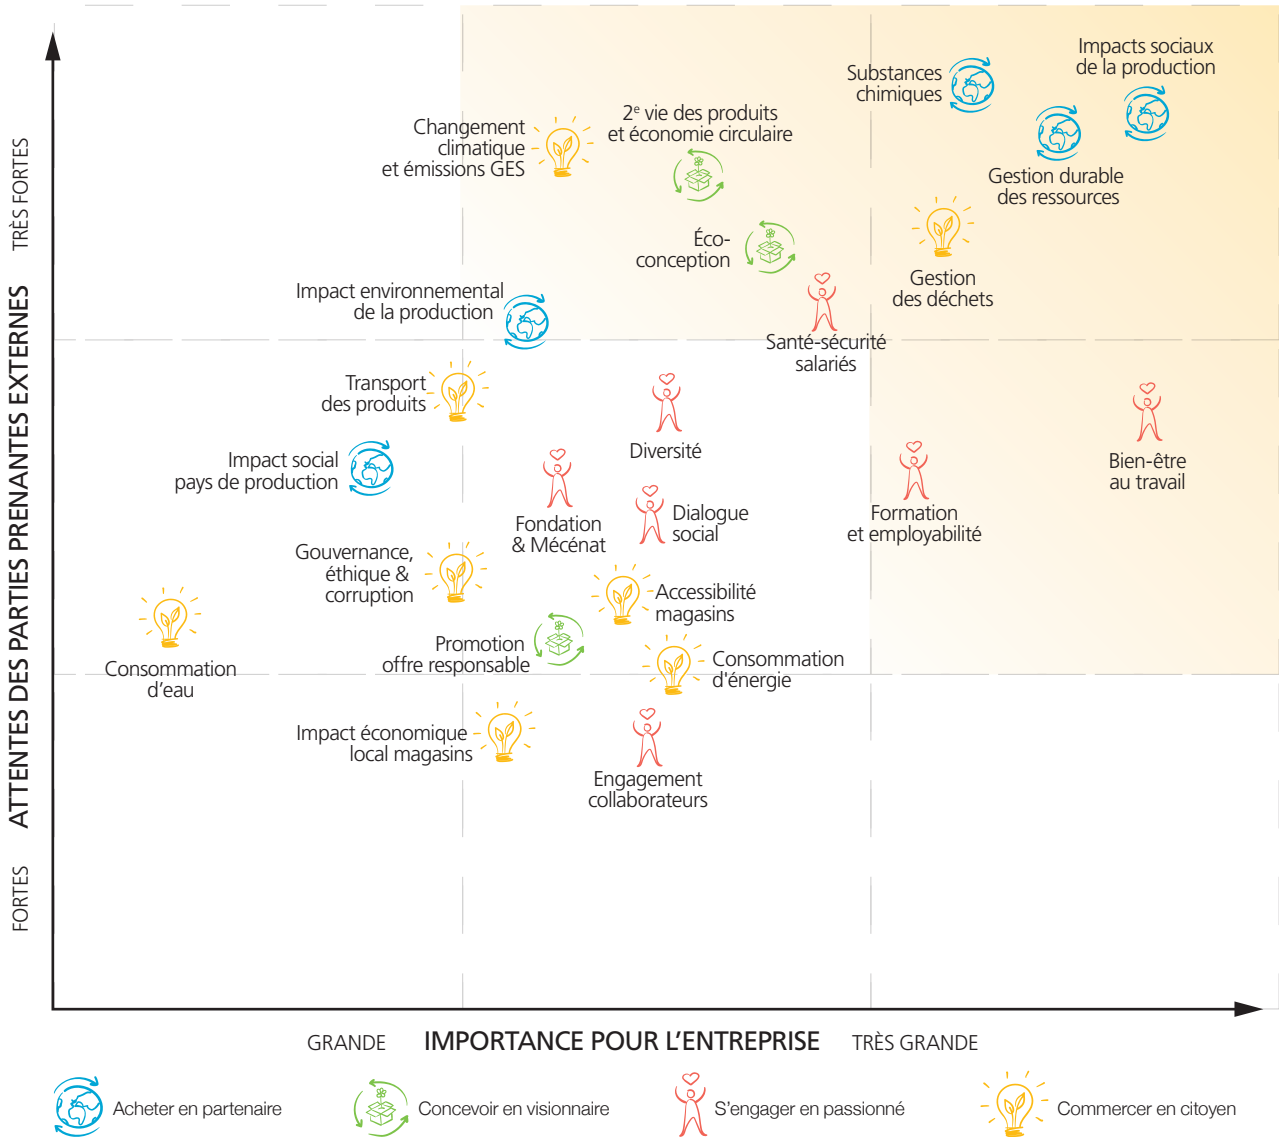 Impacts sociaux
de la production
Substances
chimiques
2e vie des produits
et économie circulaire
Changement
climatique
et émissions GES
Gestion durable
des ressources
Éco-
conception
Gestion
des déchets
Impact environnemental
de la production
Santé-sécurité
salariés
Transport
des produits
Diversité
Impact social
pays de production
Bien-être
au travail
Fondation
& Mécénat
Dialogue
social
Formation
et employabilité
Gouvernance,
éthique &
corruption
Accessibilité
magasins
Promotion
offre responsable
Consommation
d'énergie
Consommation
d’eau
Impact économique
local magasins
Engagement
collaborateurs
TRÈS FORTES
ATTENTES DES PARTIES PRENANTES EXTERNES
FORTES
GRANDE IMPORTANCE POUR L’ENTREPRISE TRÈS GRANDE
Acheter en partenaire Concevoir en visionnaire S’engager en passionné Commercer en citoyen